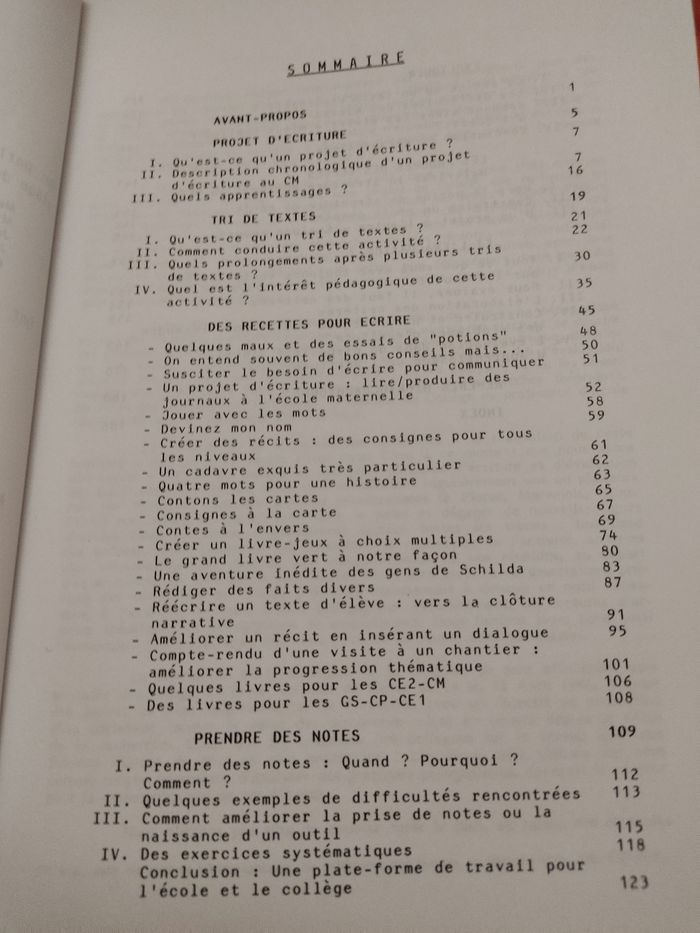 SOMMAIRE
AVANT-PROPOS 1
PROJET D'ECRITURE 5
I. Qu'est-ce qu'un projet d'écriture ? 7
II. Description chronologique d'un projet
d'écriture au CM 7
III. Quels apprentissages ? 16
TRI DE TEXTES 19
I. Qu'est-ce qu'un tri de textes ? 21
II. Comment conduire cette activité ? 22
III. Quels prolongements après plusieurs tris
de textes ? 30
IV. Quel est l'intérêt pédagogique de cette
activité ? 35
DES RECETTES POUR ECRIRE 45
- Quelques maux et des essais de "potions" 48
- On entend souvent de bons conseils mais... 50
- Susciter le besoin d'écrire pour communiquer 51
- Un projet d'écriture : lire/produire des
journaux à l'école maternelle 52
- Jouer avec les mots 58
- Devinez mon nom 59
- Créer des récits : des consignes pour tous
les niveaux 61
- Un cadavre exquis très particulier 62
- Quatre mots pour une histoire 63
- Contons les cartes 65
- Consignes à la carte 67
- Contes à l'envers 69
- Créer un livre-jeux à choix multiples 74
- Le grand livre vert à notre façon 80
- Une aventure inédite des gens de Schilda 83
- Rédiger des faits divers 87
- Réécrire un texte d'élève : vers la clôture
narrative 91
- Améliorer un récit en insérant un dialogue 95
- Compte-rendu d'une visite à un chantier :
améliorer la progression thématique 101
- Quelques livres pour les CE2-CM 106
- Des livres pour les GS-CP-CE1 108
PRENDRE DES NOTES 109
I. Prendre des notes : Quand ? Pourquoi ?
Comment ? 112
II. Quelques exemples de difficultés rencontrées 113
III. Comment améliorer la prise de notes ou la
naissance d'un outil 115
IV. Des exercices systématiques 118
Conclusion : Une plate-forme de travail pour
l'école et le collège 123